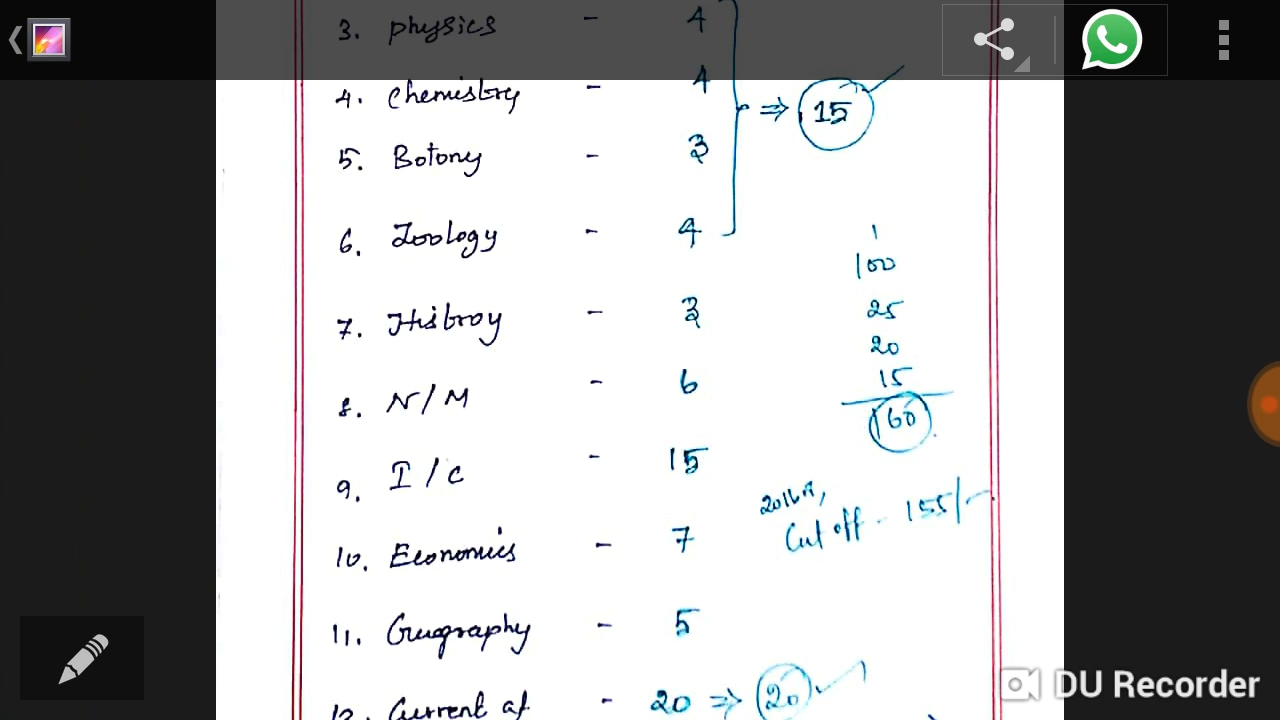 3. physics - 4
4. Chemistry - 4
⇒ 15
5. Botony - 3
6. Zoology - 4
1
100
7. Histroy - 3
25
20
8. N/M - 6
15
160
9. I/C - 15
Cut off - 155/-
10. Economics - 7
11. Geography - 5
12. Current af - 20 ⇒ 20
DU Recorder